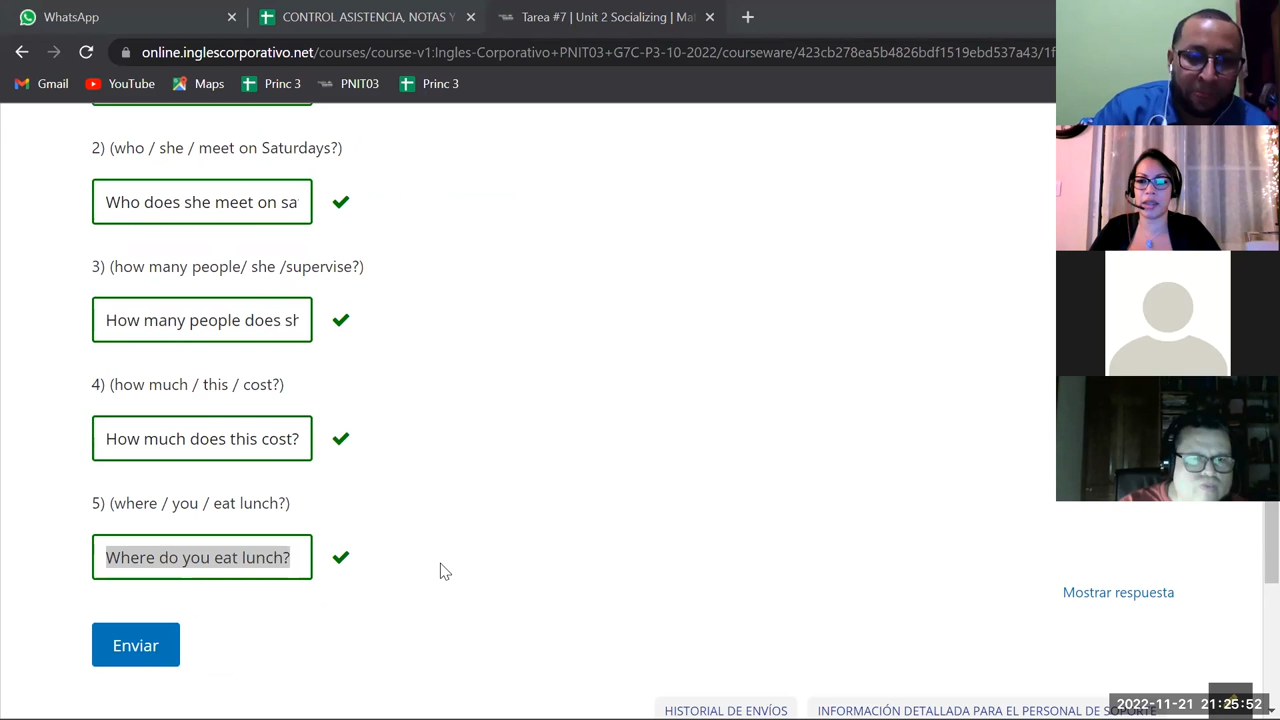 WhatsApp
CONTROL ASISTENCIA, NOTAS
Tarea #7 | Unit 2 Socializing | Ma
online.inglescorporativo.net/courses/course-v1:Ingles-Corporativo+PNIT03+G7C-P3-10-2022/courseware/423cb278ea5b4826bdf1519ebd537a43/1f
Gmail YouTube Maps Princ 3 PNIT03 Princ 3
2) (who / she / meet on Saturdays?)
Who does she meet on sa
3) (how many people/ she /supervise?)
How many people does sh
4) (how much / this / cost?)
How much does this cost?
5) (where / you / eat lunch?)
Where do you eat lunch?
Mostrar respuesta
Enviar
HISTORIAL DE ENVÍOS INFORMACIÓN DETALLADA PARA EL PERSONAL DE SOPORTE
2022-11-21 21:25:52